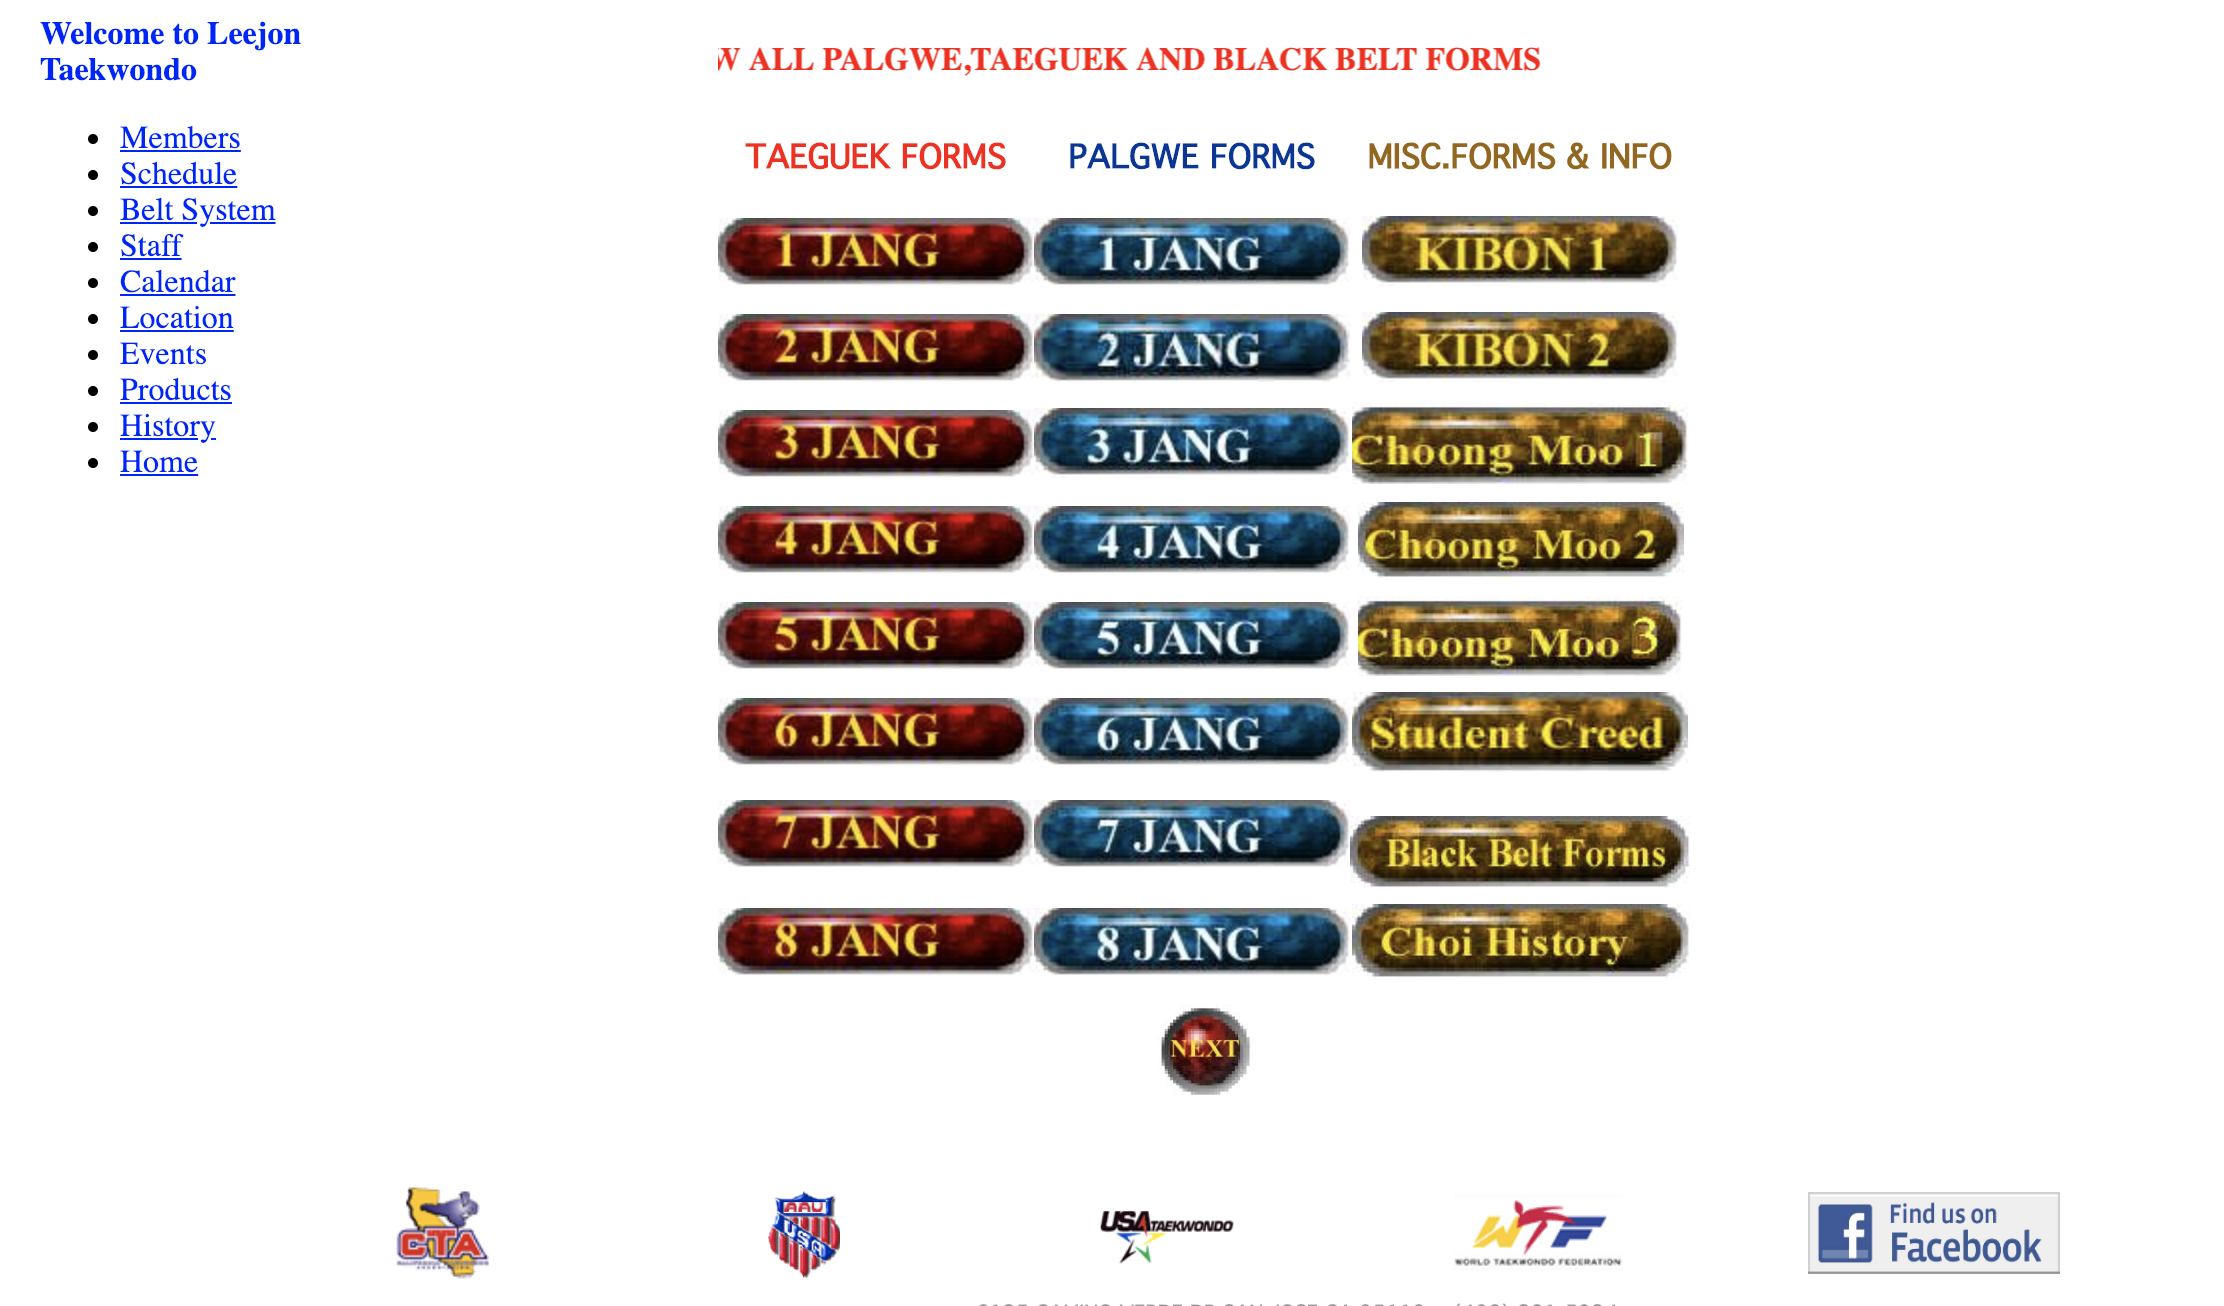 Welcome to Leejon
Taekwondo
Members
Schedule
Belt System
Staff
Calendar
Location
Events
Products
History
Home
W ALL PALGWE,TAEGUEK AND BLACK BELT FORMS
TAEGUEK FORMS PALGWE FORMS MISC.FORMS & INFO
1 JANG 1 JANG KIBON 1
2 JANG 2 JANG KIBON 2
3 JANG 3 JANG Choong Moo 1
4 JANG 4 JANG Choong Moo 2
5 JANG 5 JANG Choong Moo 3
6 JANG 6 JANG Student Creed
7 JANG 7 JANG Black Belt Forms
8 JANG 8 JANG Choi History
NEXT
CTA
AAU
USA
USA TAEKWONDO
WTF
WORLD TAEKWONDO FEDERATION
Find us on
Facebook